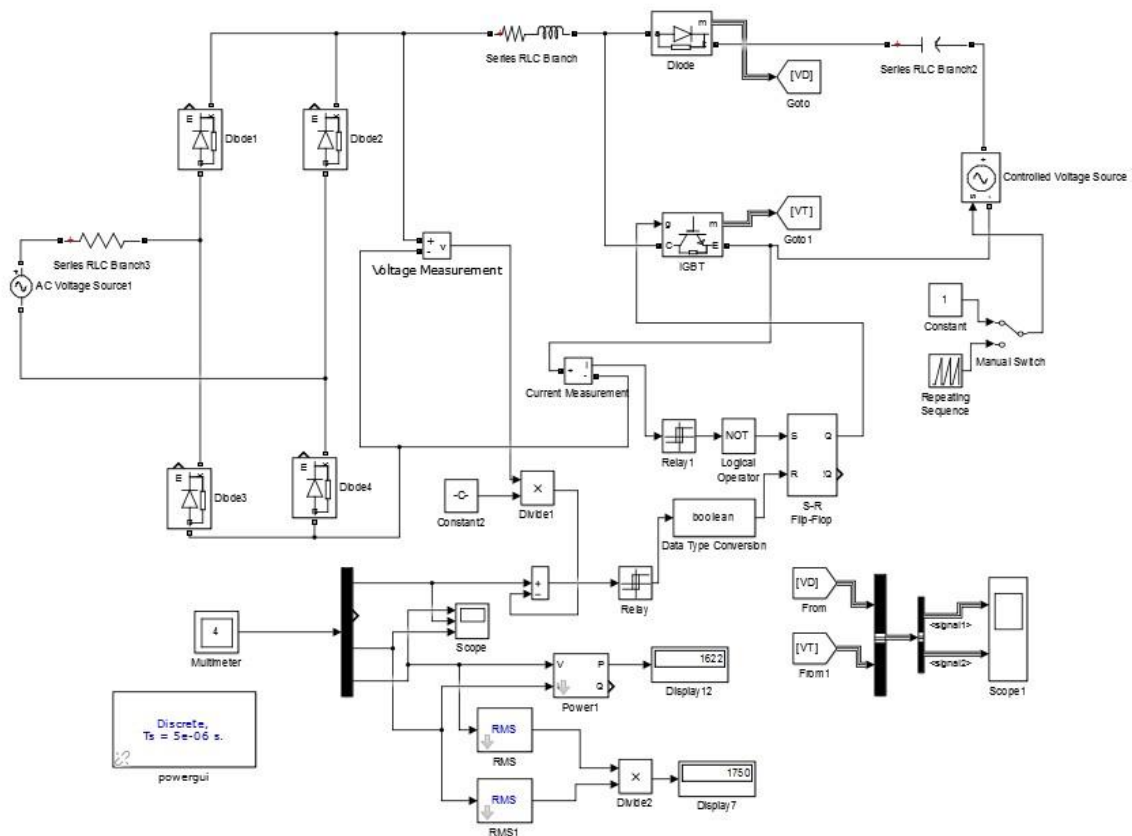 Series RLC Branch
m
Diode
[VD]
Goto
Series RLC Branch2
m
Diode1
m
Diode2
+
Controlled Voltage Source
s
-
[VT]
Goto1
g
m
C
E
IGBT
+
-
v
Voltage Measurement
Series RLC Branch3
+
AC Voltage Source1
1
Constant
Manual Switch
Repeating
Sequence
+
i
-
Current Measurement
Relay1
NOT
Logical
Operator
S
Q
R
!Q
S-R
Flip-Flop
m
Diode3
m
Diode4
-C-
Constant2
×
Divide1
boolean
Data Type Conversion
+
-
Relay
[VD]
From
[VT]
From1
<signal1>
<signal2>
Scope1
4
Multimeter
Scope
V
P
Q
Power1
1622
Display12
Discrete,
Ts = 5e-06 s.
powergui
RMS
RMS
RMS
RMS1
×
Divide2
1750
Display7